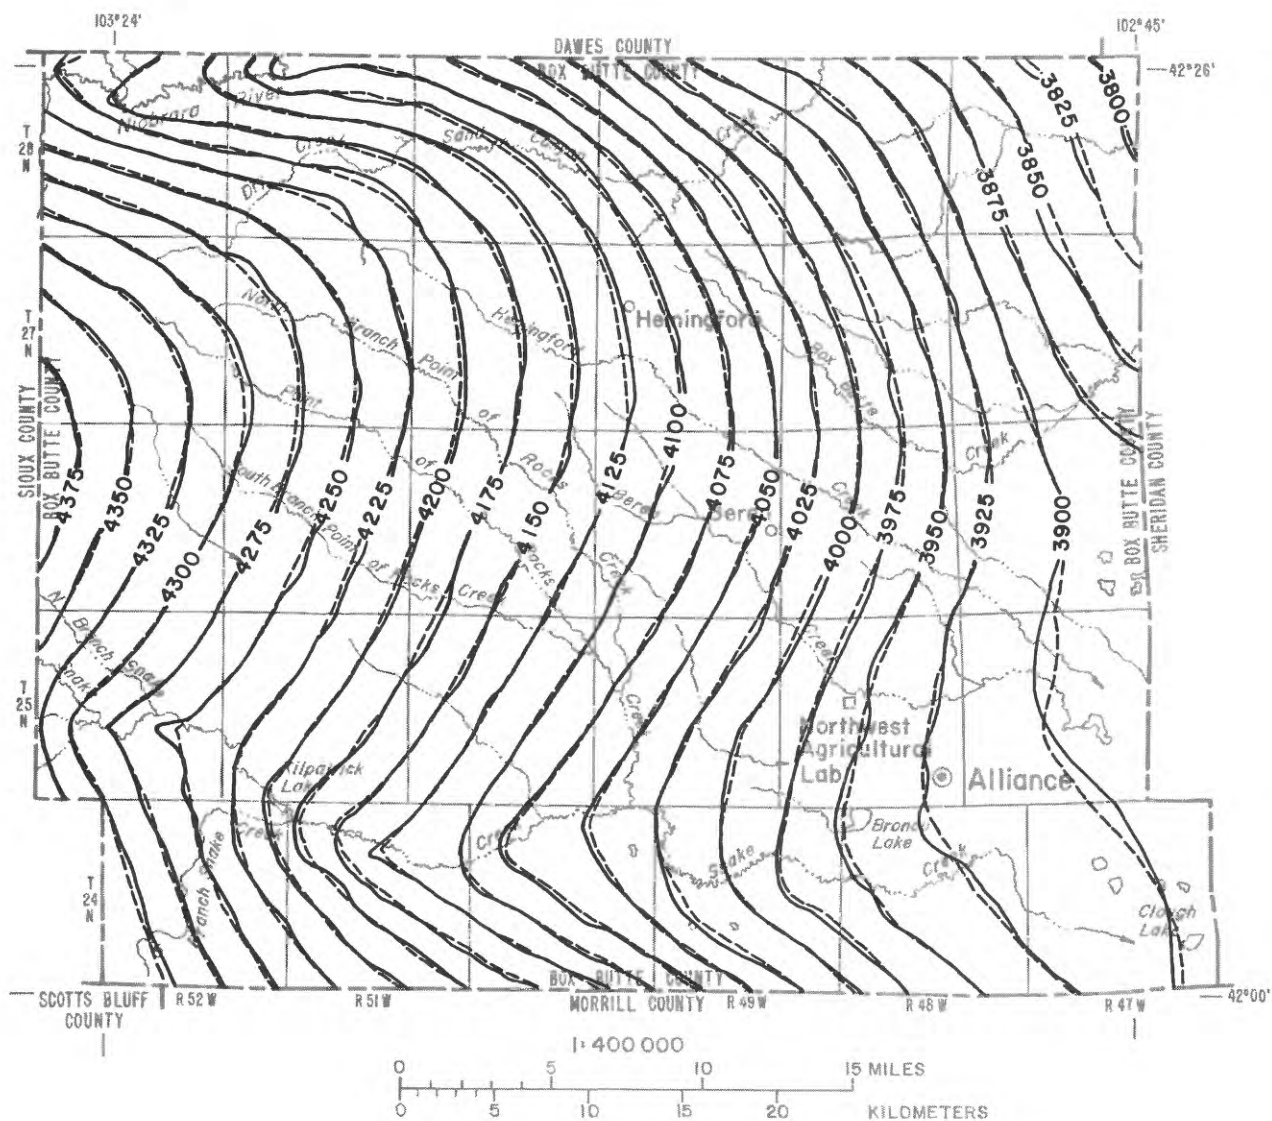 103°24'
102°45'
DAWES COUNTY
BOX BUTTE COUNTY
42°26'
Niobrara River
Dry Creek
Sand Canyon Creek
T
28
N
3825
3800
3850
3875
T
27
N
North Branch Point of Rocks
Hemingford
Hemingford
Box Butte Creek
Point of Rocks Creek
South Branch Point of Rocks Creek
Berea Creek
Berea
SIOUX COUNTY
BOX BUTTE COUNTY
BOX BUTTE COUNTY
SHERIDAN COUNTY
4375
4350
4325
4300
4275
4250
4225
4200
4175
4150
4125
4100
4075
4050
4025
4000
3975
3950
3925
3900
N Branch Snake
Snake
T
25
N
Northwest
Agricultural
Lab
Alliance
Kilpatrick
Lake
Creek
Branch Snake
Creek
Snake Creek
Bronco
Lake
T
24
N
Clough
Lake
BOX BUTTE COUNTY
SCOTTS BLUFF
COUNTY
R 52 W
R 51 W
MORRILL COUNTY
R 49 W
R 48 W
R 47 W
42°00'
1:400 000
0 5 10 15 MILES
0 5 10 15 20 KILOMETERS